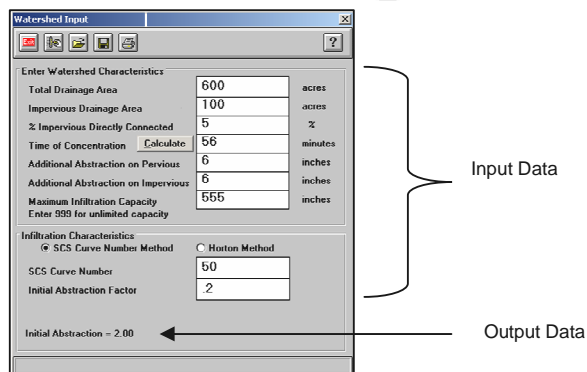 Watershed Input
Exit
?
Enter Watershed Characteristics
Total Drainage Area 600 acres
Impervious Drainage Area 100 acres
% Impervious Directly Connected 5 %
Time of Concentration Calculate 56 minutes
Additional Abstraction on Pervious 6 inches
Additional Abstraction on Impervious 6 inches
Maximum Infiltration Capacity 555 inches
Enter 999 for unlimited capacity
Input Data
Infiltration Characteristics
SCS Curve Number Method Horton Method
SCS Curve Number 50
Initial Abstraction Factor .2
Initial Abstraction = 2.00
Output Data